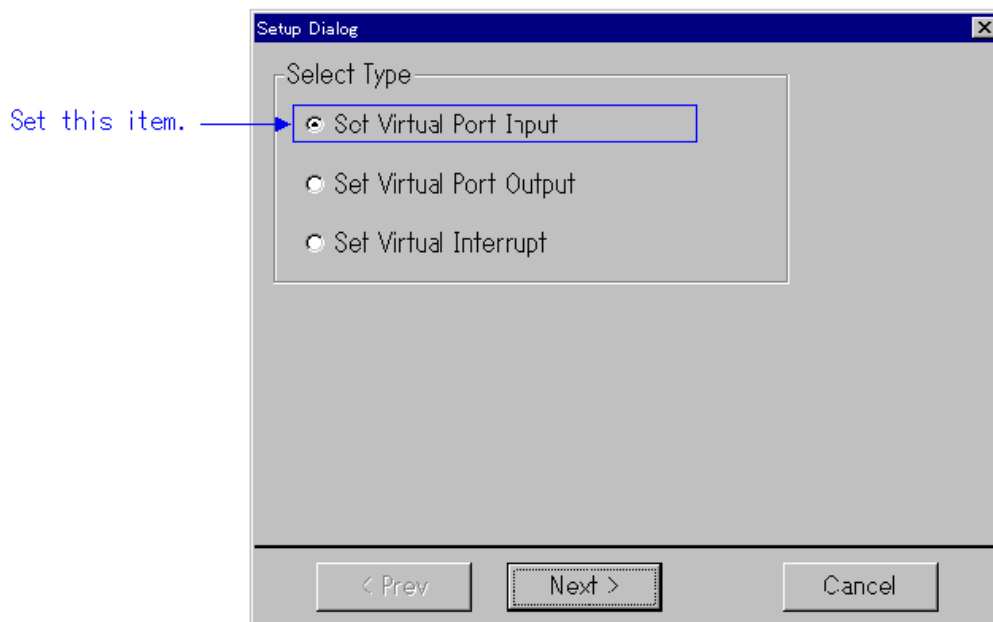 Setup Dialog
Select Type
Set this item.
Set Virtual Port Input
Set Virtual Port Output
Set Virtual Interrupt
< Prev
Next >
Cancel